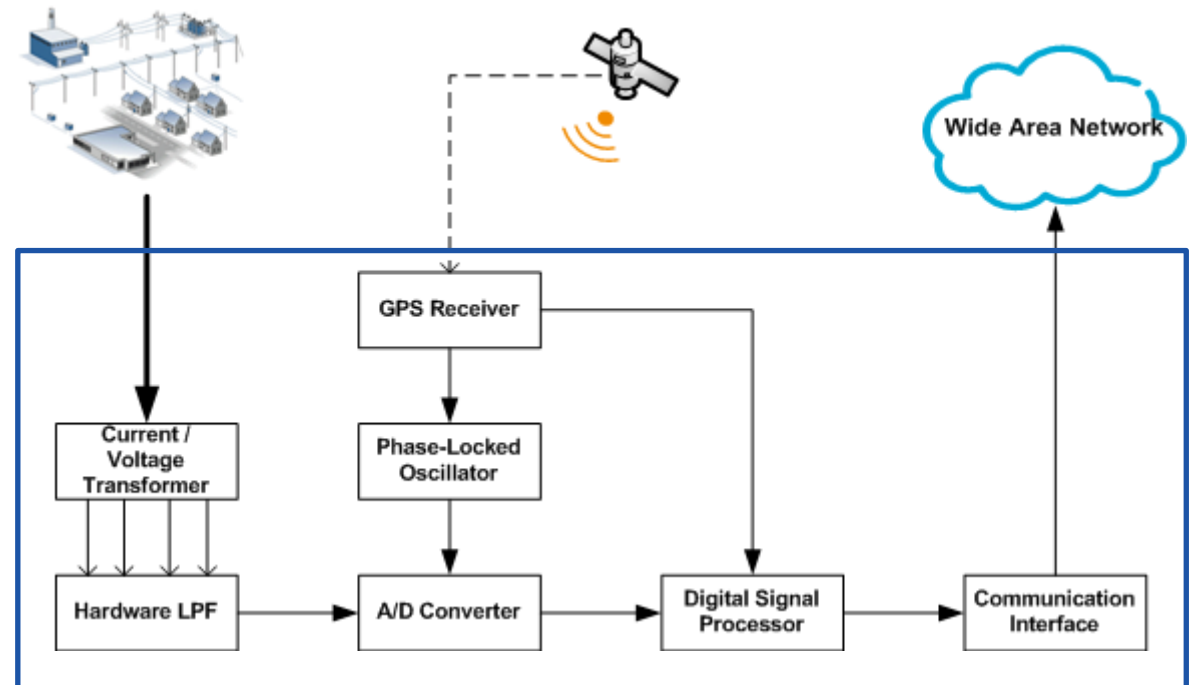 Wide Area Network
GPS Receiver
Current /
Voltage
Transformer
Phase-Locked
Oscillator
Hardware LPF
A/D Converter
Digital Signal
Processor
Communication
Interface